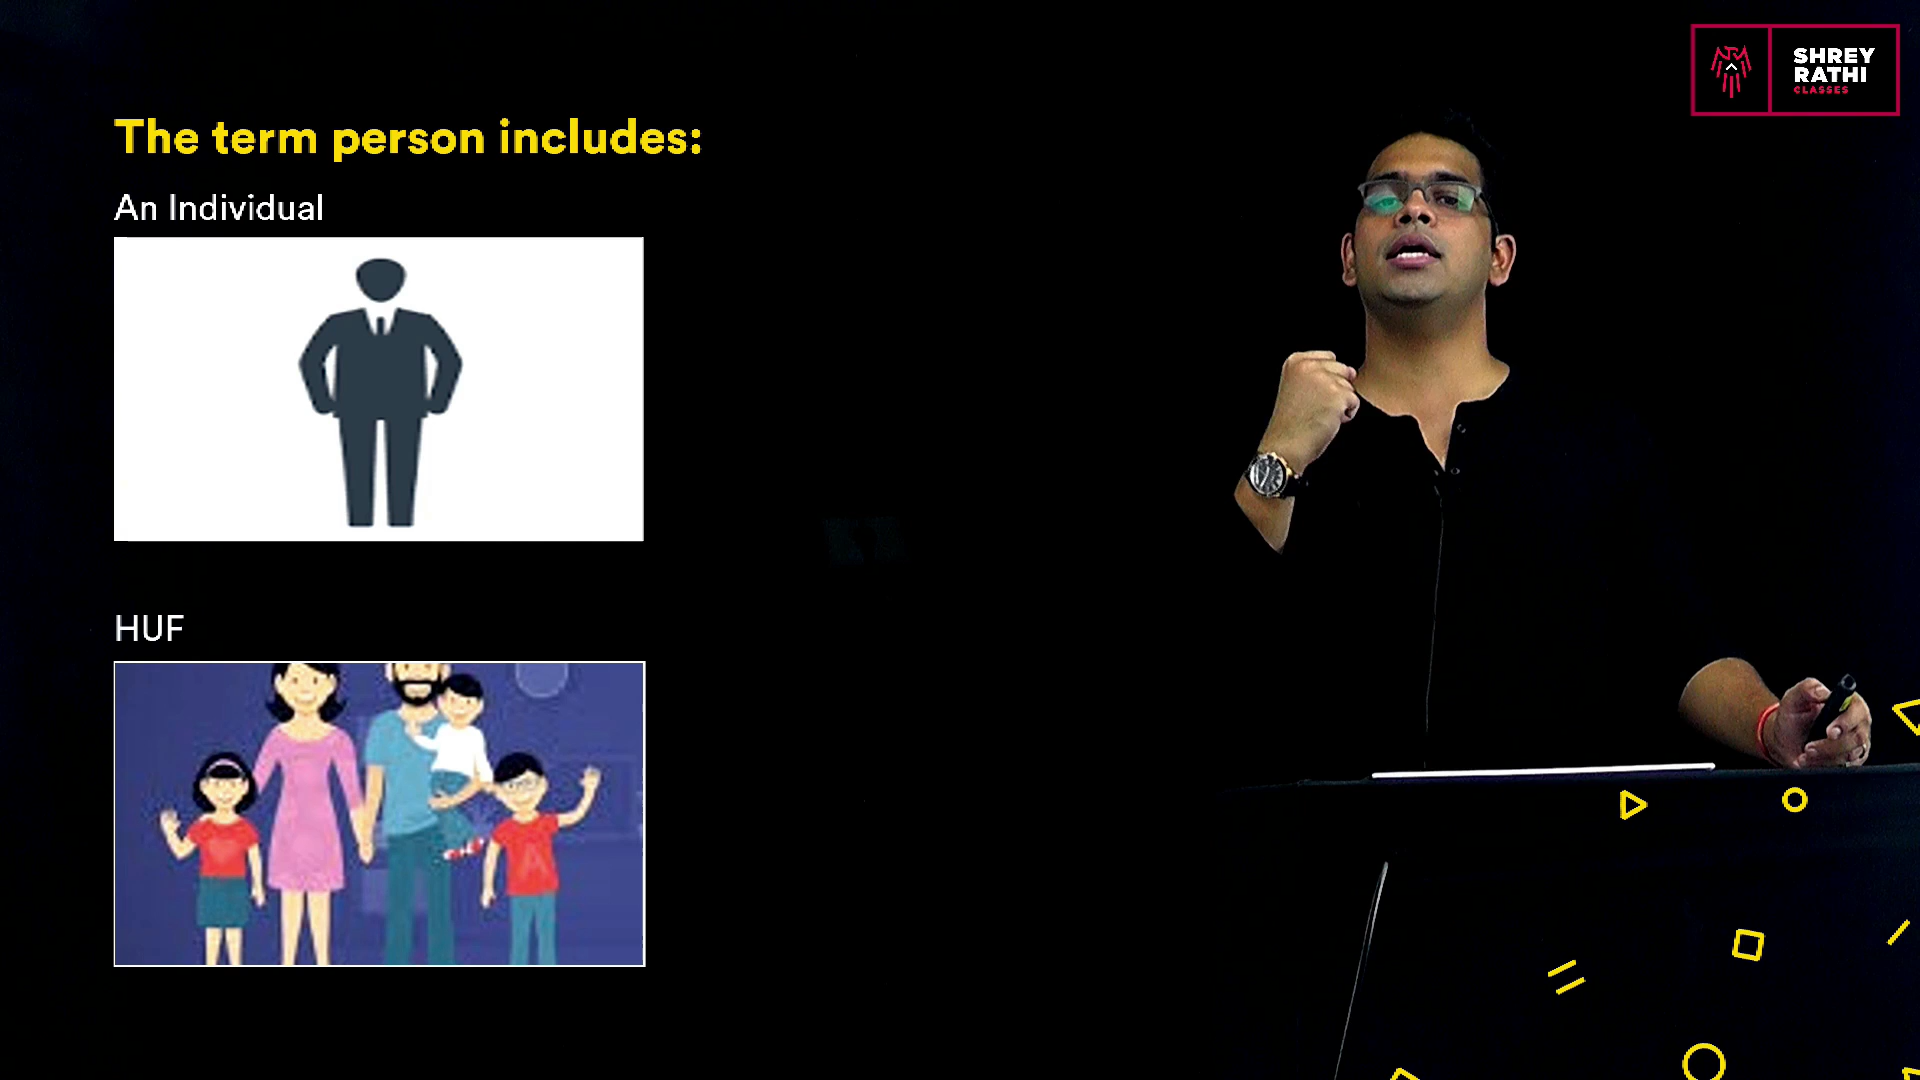 SHREY
RATHI
CLASSES
The term person includes:
An Individual
HUF